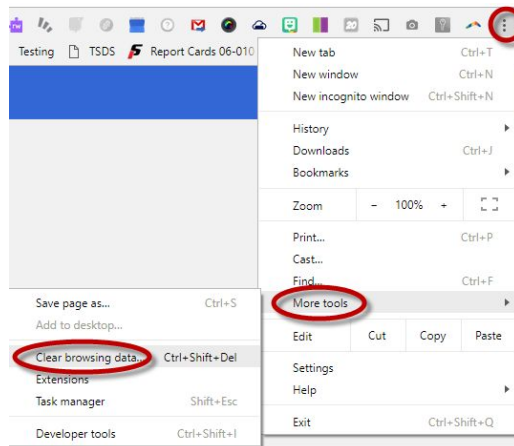 Testing TSDS Report Cards 06-010
New tab Ctrl+T
New window Ctrl+N
New incognito window Ctrl+Shift+N
History
Downloads Ctrl+J
Bookmarks
Zoom - 100% +
Print... Ctrl+P
Cast...
Find... Ctrl+F
More tools
Edit Cut Copy Paste
Settings
Help
Exit Ctrl+Shift+Q
Save page as... Ctrl+S
Add to desktop...
Clear browsing data... Ctrl+Shift+Del
Extensions
Task manager Shift+Esc
Developer tools Ctrl+Shift+I